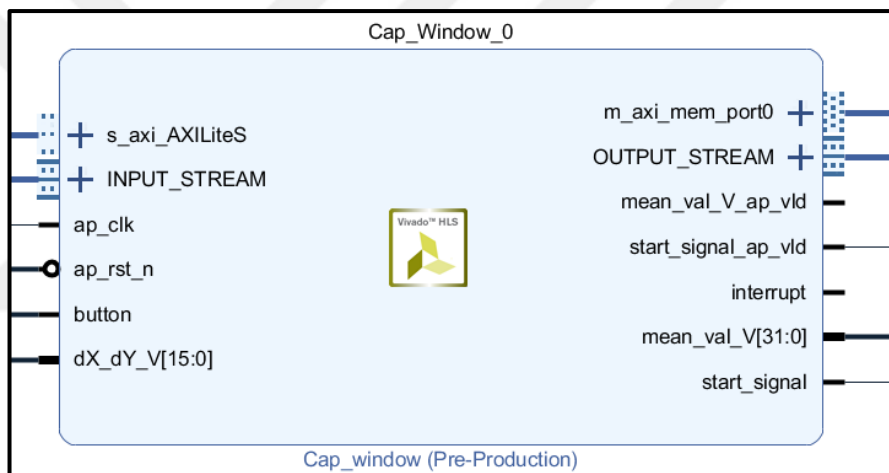 Cap_Window_0
s_axi_AXILiteS
INPUT_STREAM
ap_clk
ap_rst_n
button
dX_dY_V[15:0]
Vivado™ HLS
m_axi_mem_port0
OUTPUT_STREAM
mean_val_V_ap_vld
start_signal_ap_vld
interrupt
mean_val_V[31:0]
start_signal
Cap_window (Pre-Production)